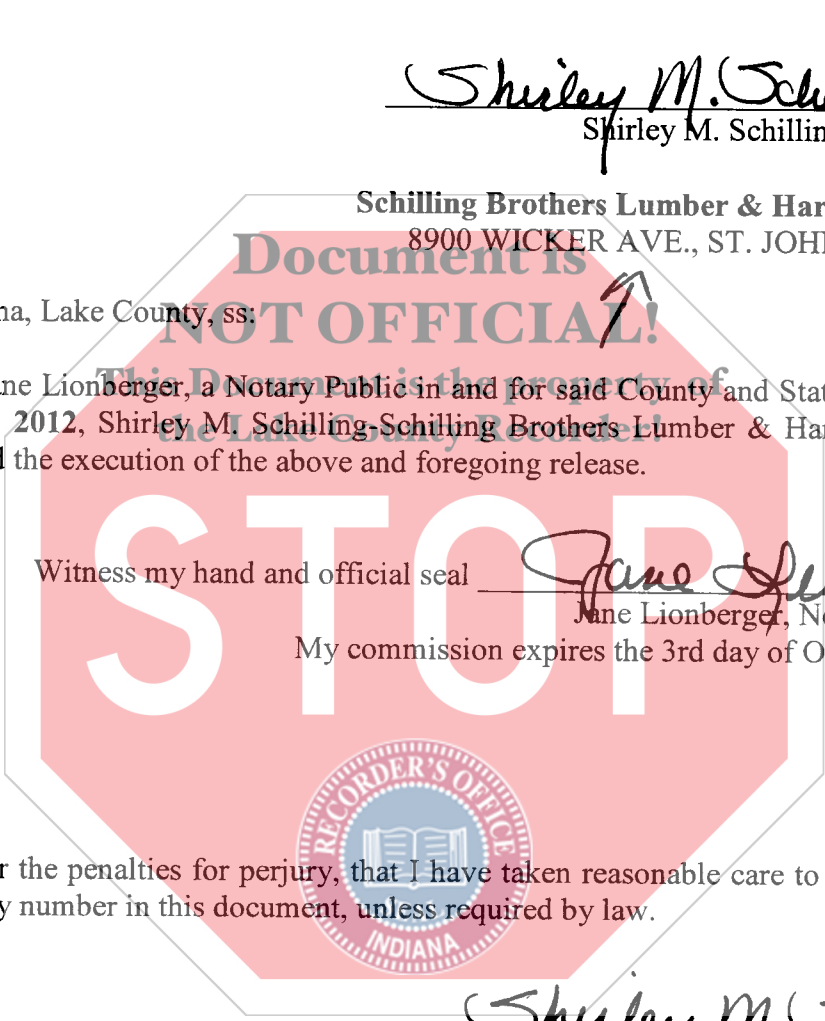 Shirley M. Sch
Shirley M. Schillin
Schilling Brothers Lumber & Har
8900 WICKER AVE., ST. JOH
Document is
NOT OFFICIAL!
This Document is the property of
the Lake County Recorder!
na, Lake County, ss:
ne Lionberger, a Notary Public in and for said County and Stat
2012, Shirley M. Schilling-Schilling Brothers Lumber & Har
the execution of the above and foregoing release.
STOP
Witness my hand and official seal Jane
Jane Lionberger, No
My commission expires the 3rd day of O
RECORDER'S OFFICE
INDIANA
r the penalties for perjury, that I have taken reasonable care to
y number in this document, unless required by law.
Shirley M